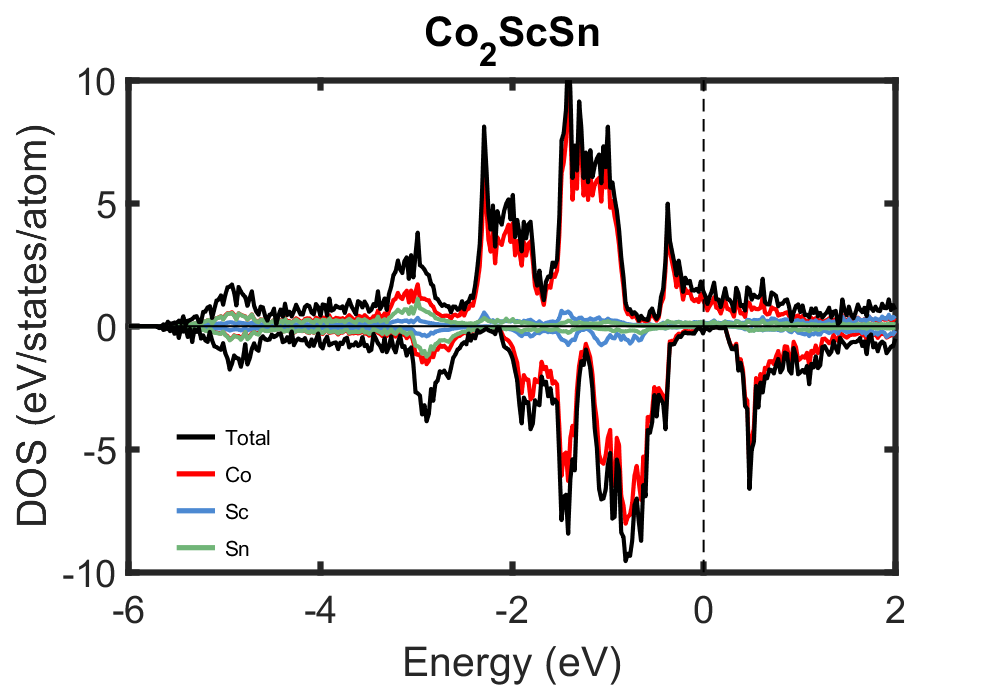 Co₂ScSn
10
5
0
-5
-10
DOS (eV/states/atom)
Total
Co
Sc
Sn
-6 -4 -2 0 2
Energy (eV)